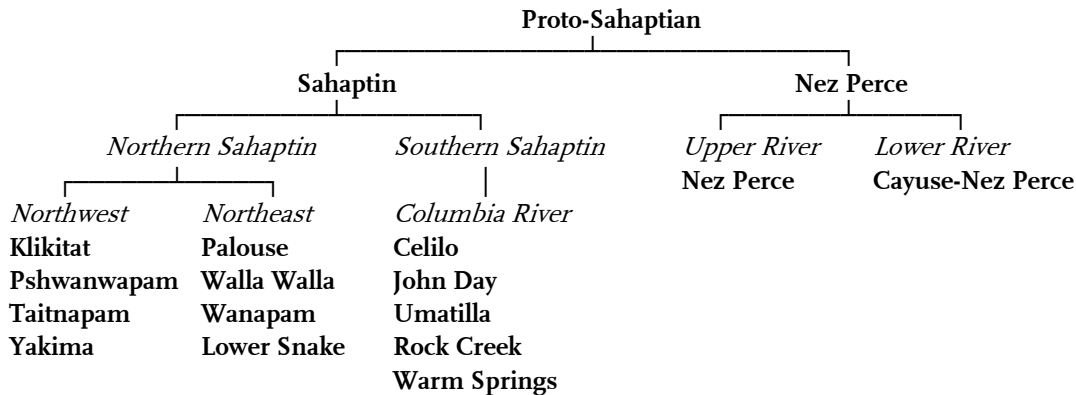 Proto-Sahaptian
Sahaptin Nez Perce
Northern Sahaptin Southern Sahaptin Upper River Lower River
Nez Perce Cayuse-Nez Perce
Northwest Northeast Columbia River
Klikitat Palouse Celilo
Pshwanwapam Walla Walla John Day
Taitnapam Wanapam Umatilla
Yakima Lower Snake Rock Creek
Warm Springs